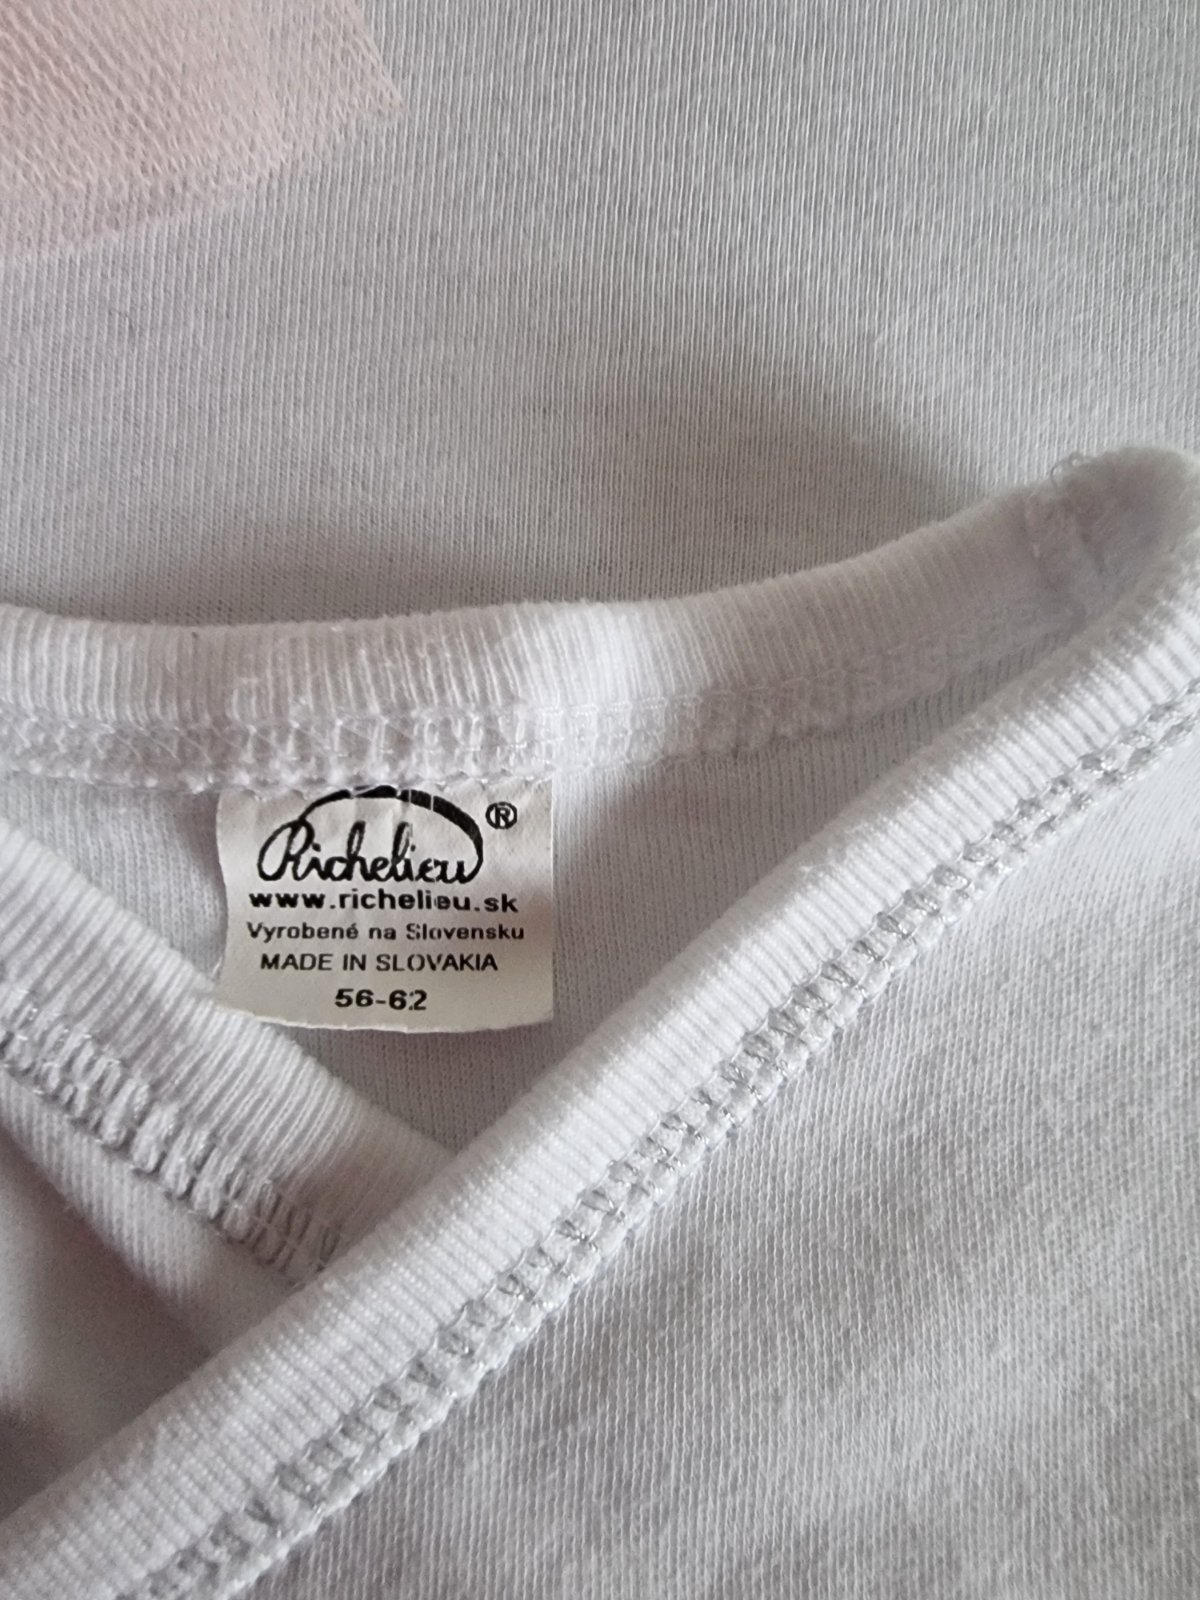 Richelieu®
www.richelieu.sk
Vyrobené na Slovensku
MADE IN SLOVAKIA
56-62